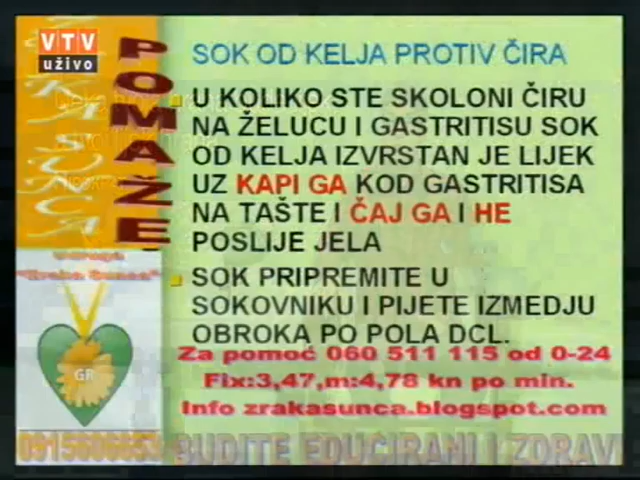 VTV
uživo
POMAŽE
SOK OD KELJA PROTIV ČIRA
U KOLIKO STE SKOLONI ČIRU
NA ŽELUCU I GASTRITISU SOK
OD KELJA IZVRSTAN JE LIJEK
UZ KAPI GA KOD GASTRITISA
NA TAŠTE I ČAJ GA I HE
POSLIJE JELA
SOK PRIPREMITE U
SOKOVNIKU I PIJETE IZMEDJU
OBROKA PO POLA DCL.
Udruga
"Zraka Sunca"
GR
Za pomoć 060 511 115 od 0-24
Fix:3,47,m:4,78 kn po min.
Info zrakasunca.blogspot.com
BUDITE EDUCIRANI I ZDRAVI